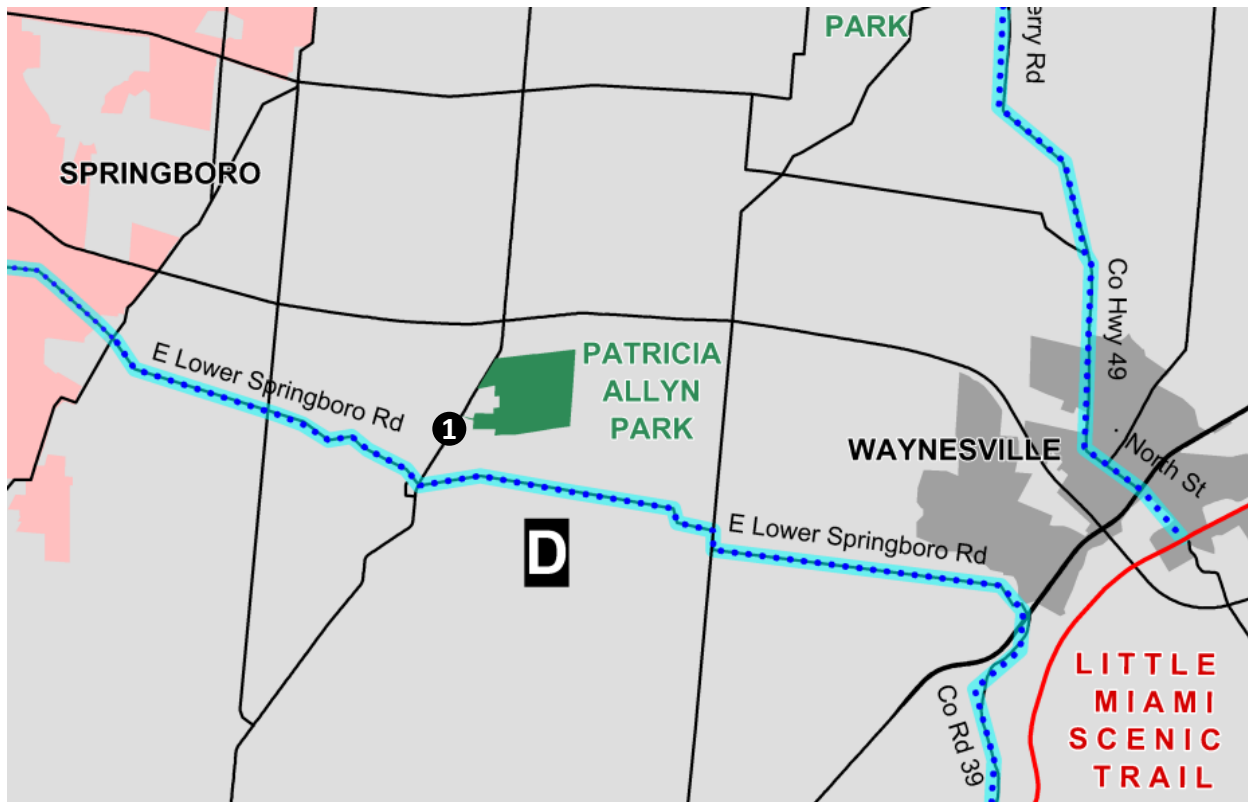 PARK
erry Rd
SPRINGBORO
Co Hwy 49
E Lower Springboro Rd
PATRICIA
ALLYN
PARK
1
WAYNESVILLE
North St
D
E Lower Springboro Rd
Co Rd 39
LITTLE
MIAMI
SCENIC
TRAIL